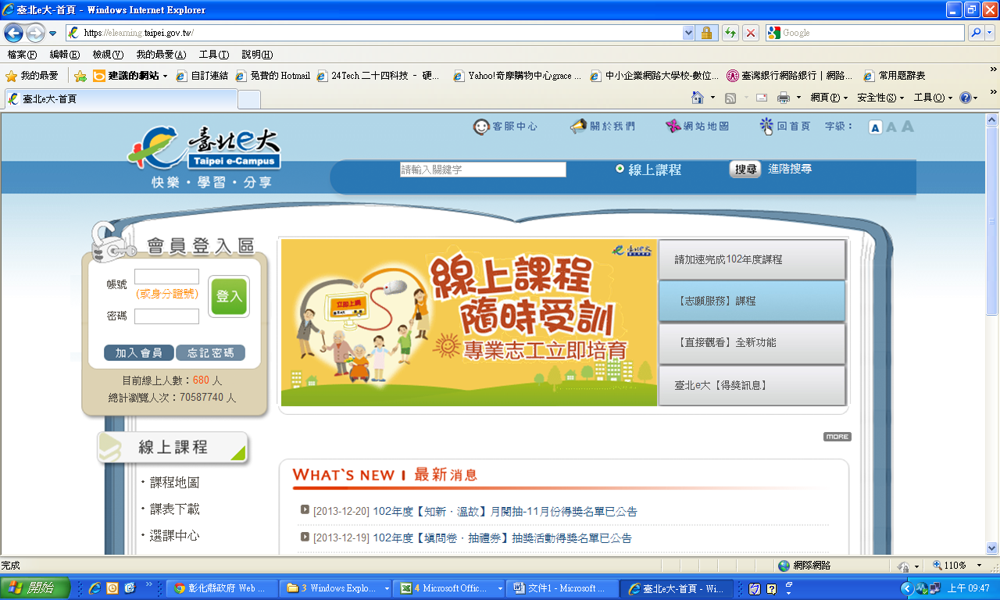 臺北e大-首頁 - Windows Internet Explorer
https://elearning.taipei.gov.tw/
Google
檔案(F) 編輯(E) 檢視(V) 我的最愛(A) 工具(T) 說明(H)
我的最愛 建議的網站 自訂連結 免費的 Hotmail 24Tech 二十四科技 - 硬... Yahoo!奇摩購物中心grace ... 中小企業網路大學校-數位... 臺灣銀行網路銀行 | 網路... 常用題辭表
臺北e大-首頁
網頁(P) 安全性(S) 工具(O)
客服中心 關於我們 網站地圖 回首頁 字級： A A A
臺北e大
Taipei e-Campus
快樂・學習・分享
請輸入關鍵字 線上課程 搜尋 進階搜尋
會員登入區
帳號
(或身分證號)
登入
密碼
加入會員 忘記密碼
目前線上人數：680 人
總計瀏覽人次：70587740 人
臺北e大
線上課程
隨時受訓
專業志工立即培育
立即上網
請加速完成102年度課程
【志願服務】課程
【直接觀看】全新功能
臺北e大【得獎訊息】
MORE
線上課程
・課程地圖
・課表下載
・選課中心
WHAT`S NEW 最新消息
[2013-12-20] 102年度【知新・溫故】月閱抽-11月份得獎名單已公告
[2013-12-19] 102年度【填問卷・抽禮券】抽獎活動得獎名單已公告
完成 網際網路 110%
開始 彰化縣政府 Web ... 3 Windows Explo... 4 Microsoft Offic... 文件1 - Microsoft ... 臺北e大-首頁 - Wi... 上午 09:47